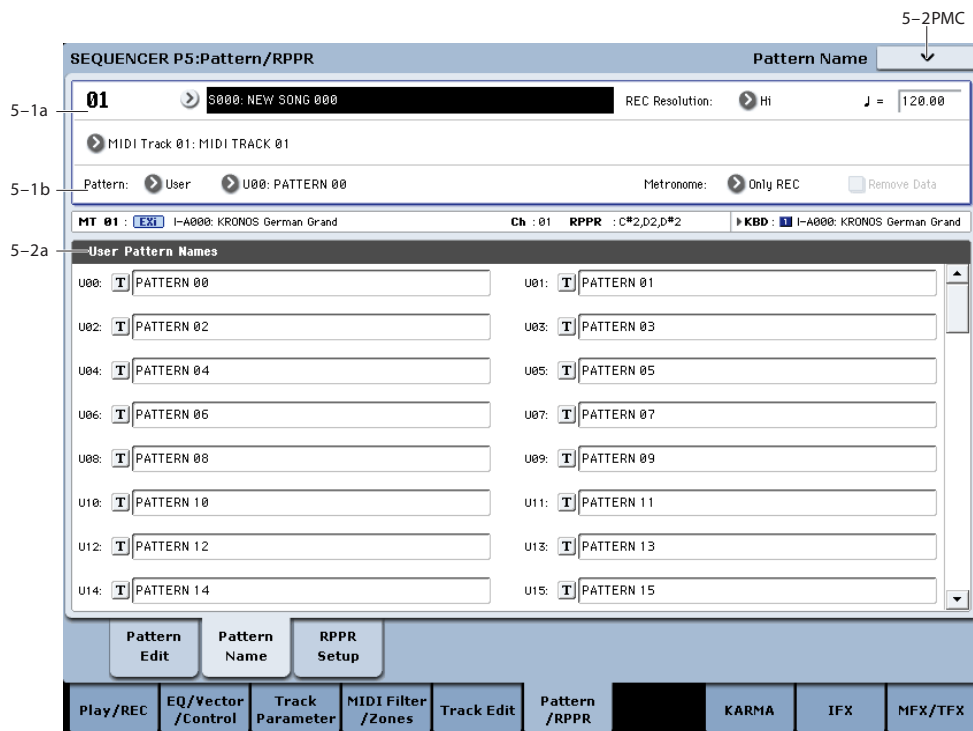 5-2PMC
SEQUENCER P5:Pattern/RPPR Pattern Name
5-1a
01 S000: NEW SONG 000 REC Resolution: Hi ♩ = 120.00
MIDI Track 01: MIDI TRACK 01
5-1b
Pattern: User U00: PATTERN 00 Metronome: Only REC Remove Data
MT 01 : EXi I-A000: KRONOS German Grand Ch :01 RPPR : C#2,D2,D#2 KBD : 1 I-A000: KRONOS German Grand
5-2a
User Pattern Names
U00: T PATTERN 00 U01: T PATTERN 01
U02: T PATTERN 02 U03: T PATTERN 03
U04: T PATTERN 04 U05: T PATTERN 05
U06: T PATTERN 06 U07: T PATTERN 07
U08: T PATTERN 08 U09: T PATTERN 09
U10: T PATTERN 10 U11: T PATTERN 11
U12: T PATTERN 12 U13: T PATTERN 13
U14: T PATTERN 14 U15: T PATTERN 15
Pattern Edit
Pattern Name
RPPR Setup
Play/REC
EQ/Vector /Control
Track Parameter
MIDI Filter /Zones
Track Edit
Pattern /RPPR
KARMA
IFX
MFX/TFX